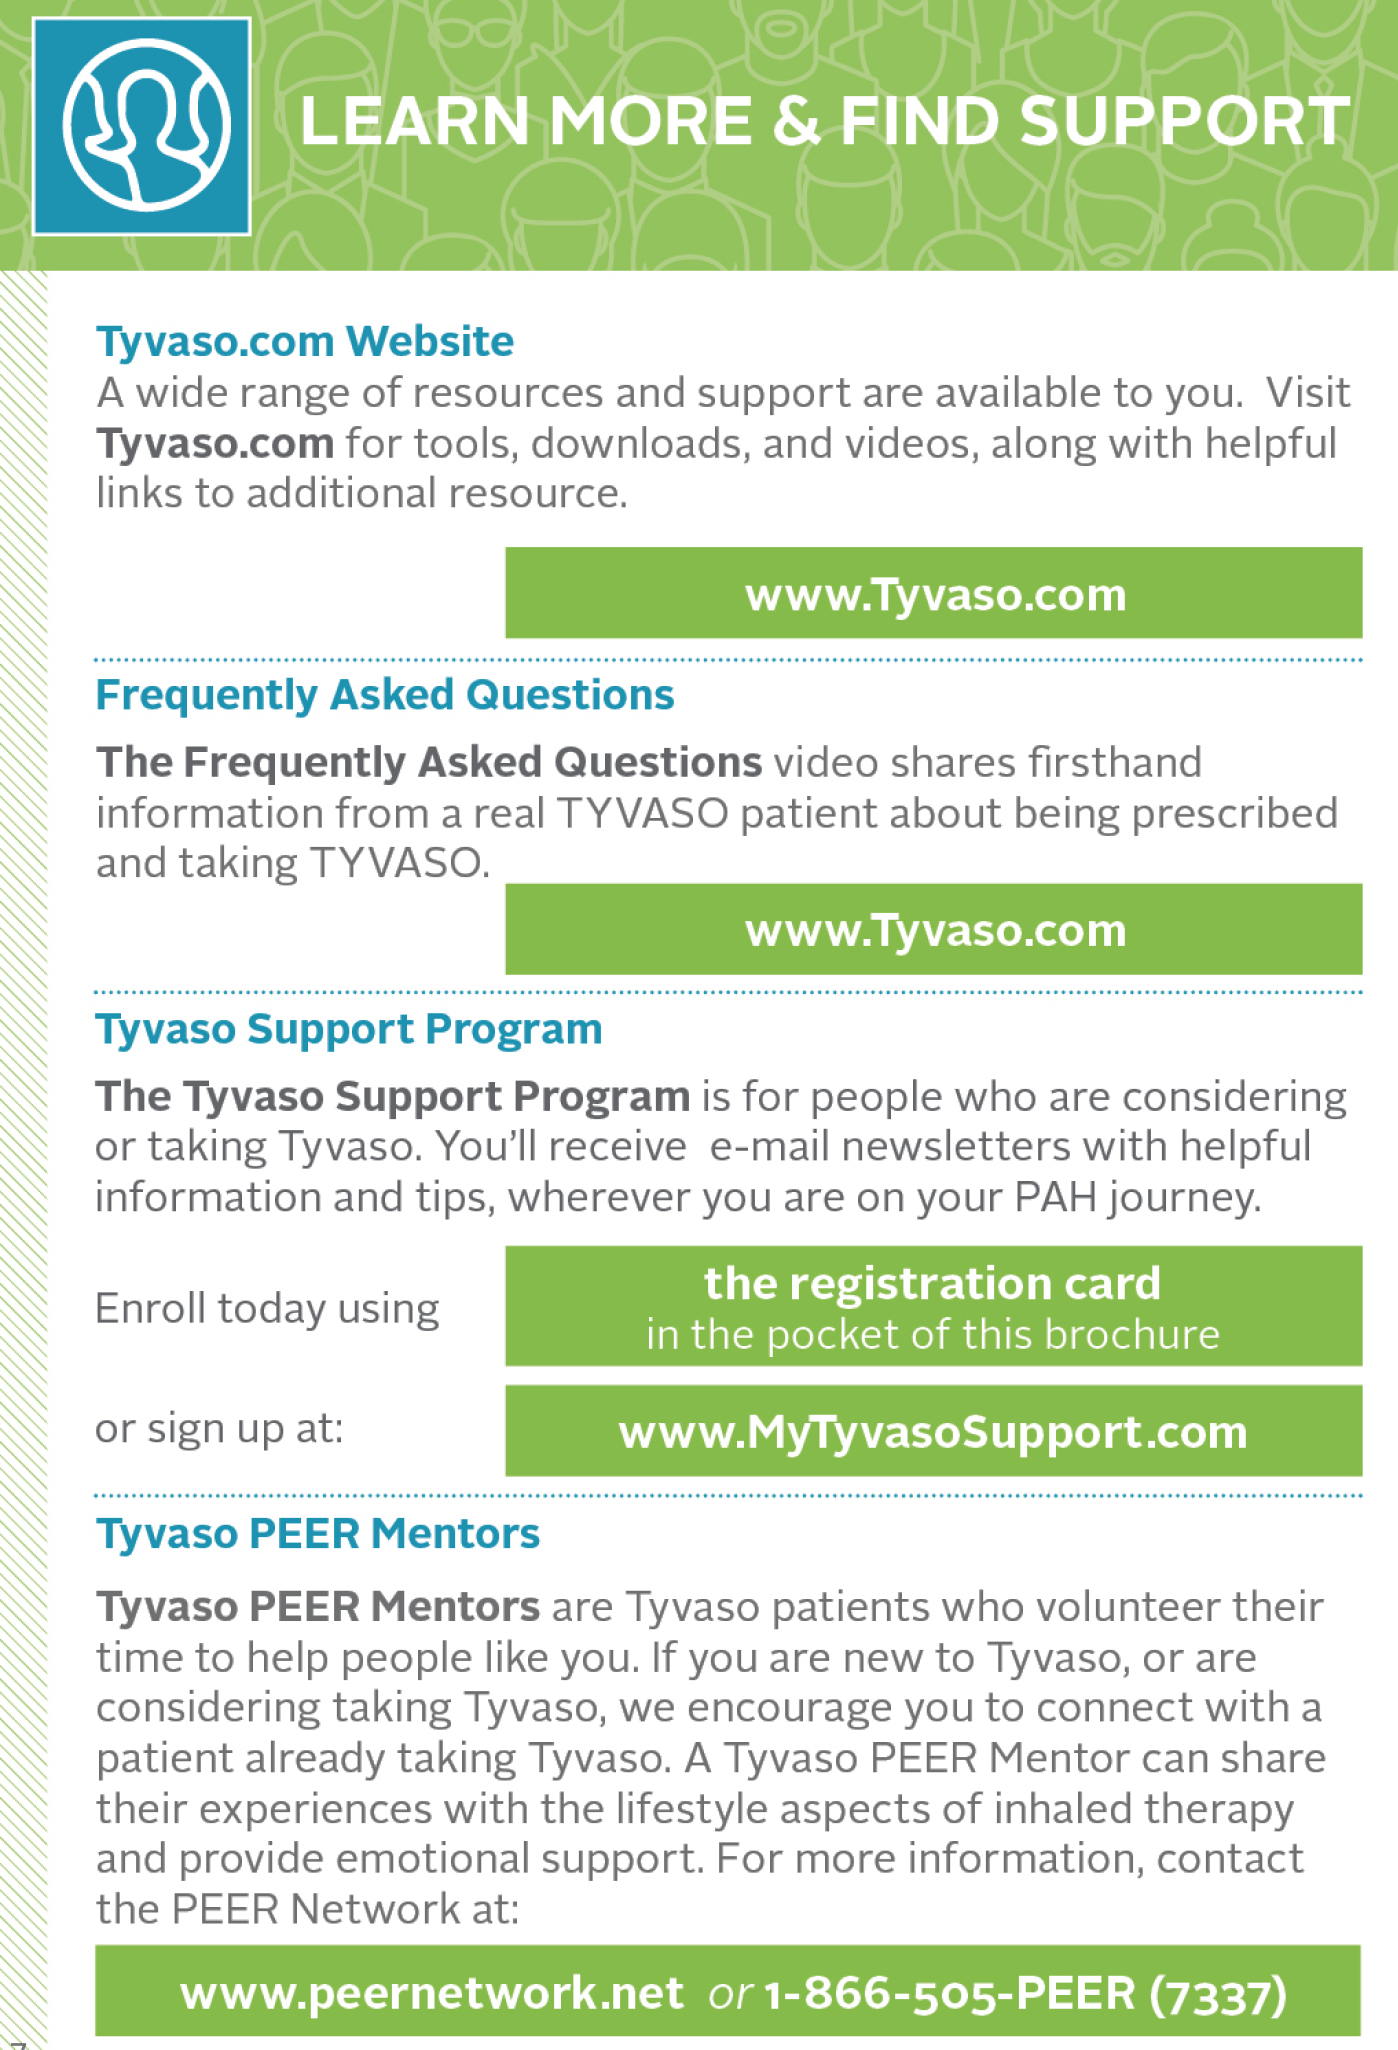 LEARN MORE & FIND SUPPORT
Tyvaso.com Website
A wide range of resources and support are available to you.  Visit
Tyvaso.com for tools, downloads, and videos, along with helpful
links to additional resource.
www.Tyvaso.com
Frequently Asked Questions
The Frequently Asked Questions video shares firsthand
information from a real TYVASO patient about being prescribed
and taking TYVASO.
www.Tyvaso.com
Tyvaso Support Program
The Tyvaso Support Program is for people who are considering
or taking Tyvaso. You’ll receive  e-mail newsletters with helpful
information and tips, wherever you are on your PAH journey.
Enroll today using
the registration card
in the pocket of this brochure
or sign up at:
www.MyTyvasoSupport.com
Tyvaso PEER Mentors
Tyvaso PEER Mentors are Tyvaso patients who volunteer their
time to help people like you. If you are new to Tyvaso, or are
considering taking Tyvaso, we encourage you to connect with a
patient already taking Tyvaso. A Tyvaso PEER Mentor can share
their experiences with the lifestyle aspects of inhaled therapy
and provide emotional support. For more information, contact
the PEER Network at:
www.peernetwork.net or 1-866-505-PEER (7337)